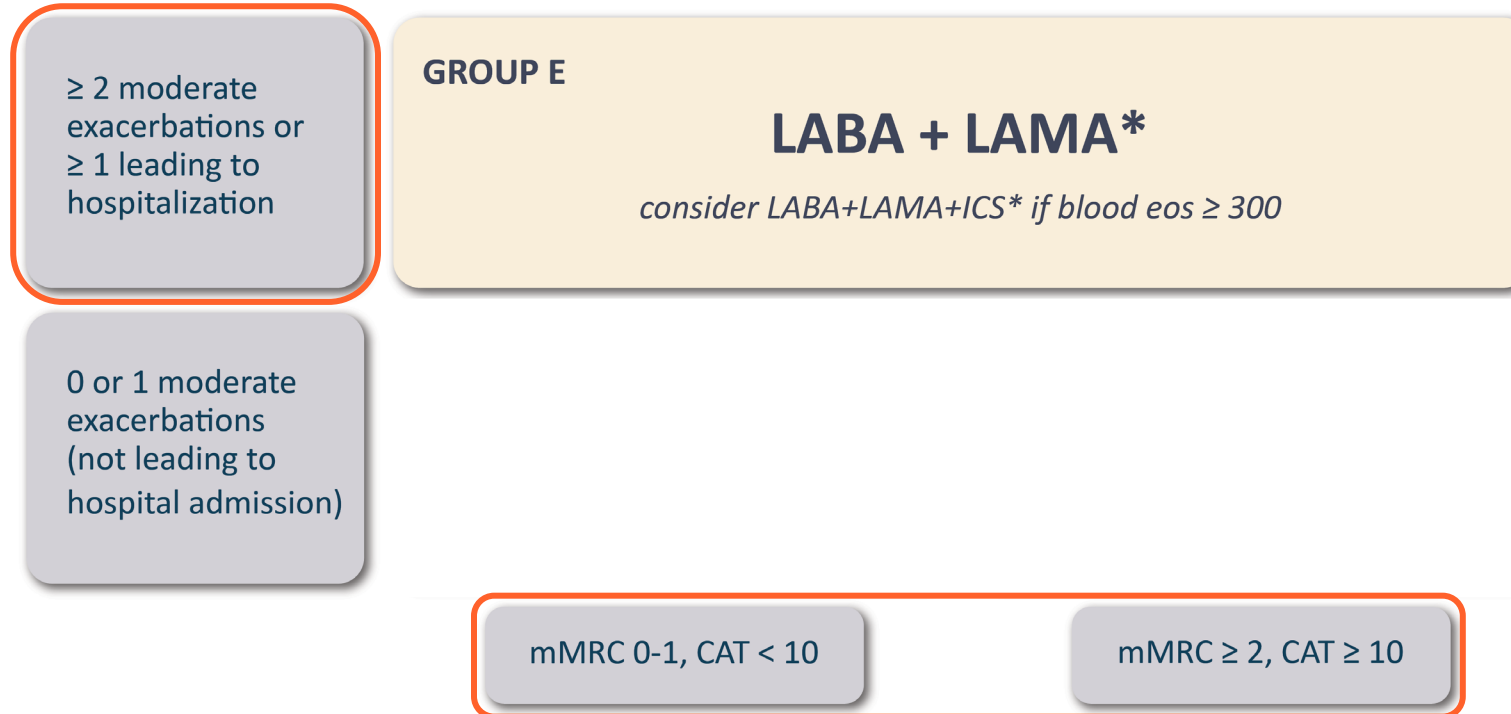 ≥ 2 moderate
exacerbations or
≥ 1 leading to
hospitalization
GROUP E
LABA + LAMA*
consider LABA+LAMA+ICS* if blood eos ≥ 300
0 or 1 moderate
exacerbations
(not leading to
hospital admission)
mMRC 0-1, CAT < 10
mMRC ≥ 2, CAT ≥ 10